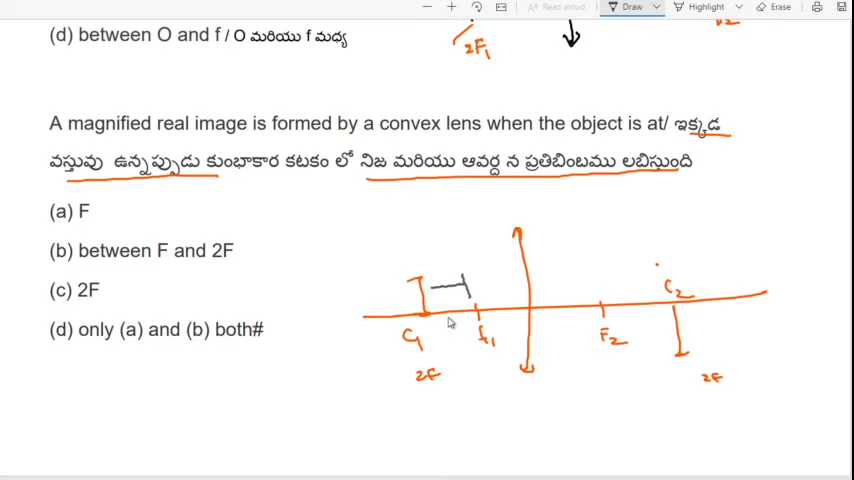 Read aloud Draw Highlight Erase
(d) between O and f / O మరియు f మధ్య
2F₁
A magnified real image is formed by a convex lens when the object is at/ ఇక్కడ
వస్తువు ఉన్నప్పుడు కుంభాకార కటకం లో నిజ మరియు ఆవర్ధ న ప్రతిబింబము లభిస్తుంది
(a) F
(b) between F and 2F
(c) 2F
(d) only (a) and (b) both#
C₂
C₁ f₁ F₂
2F 2F